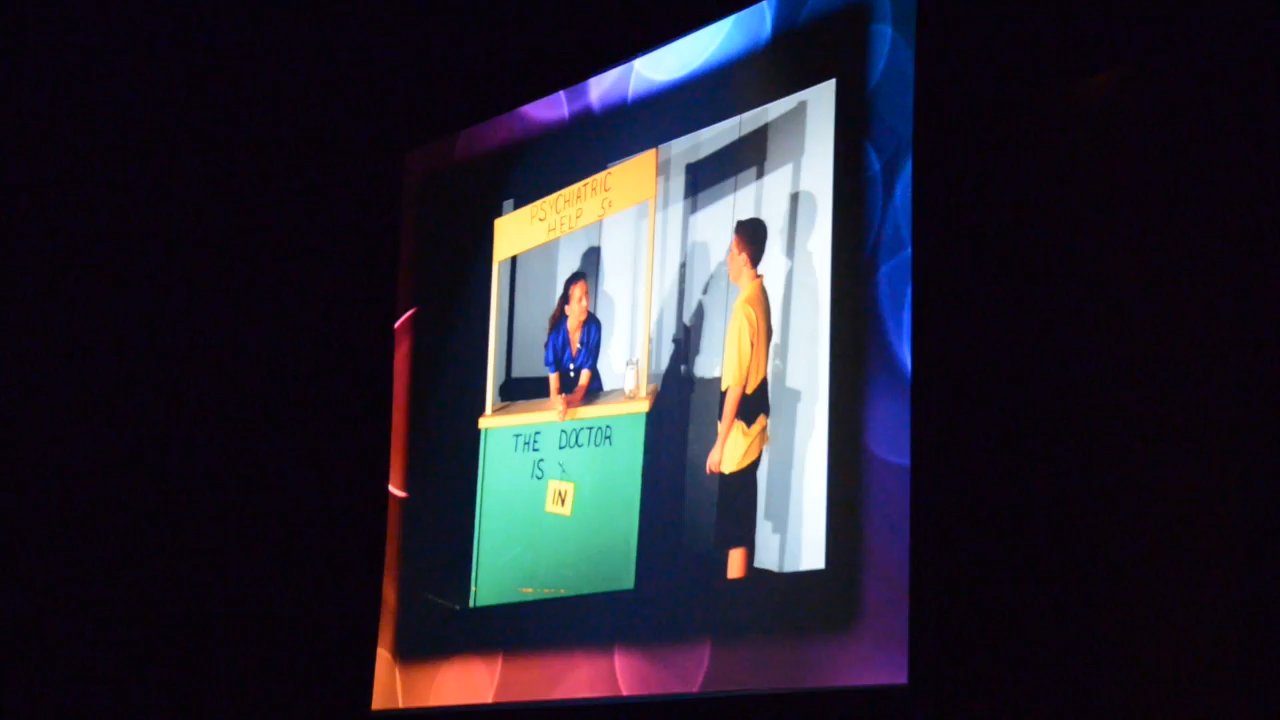 PSYCHIATRIC
HELP 5¢
THE DOCTOR
IS
IN